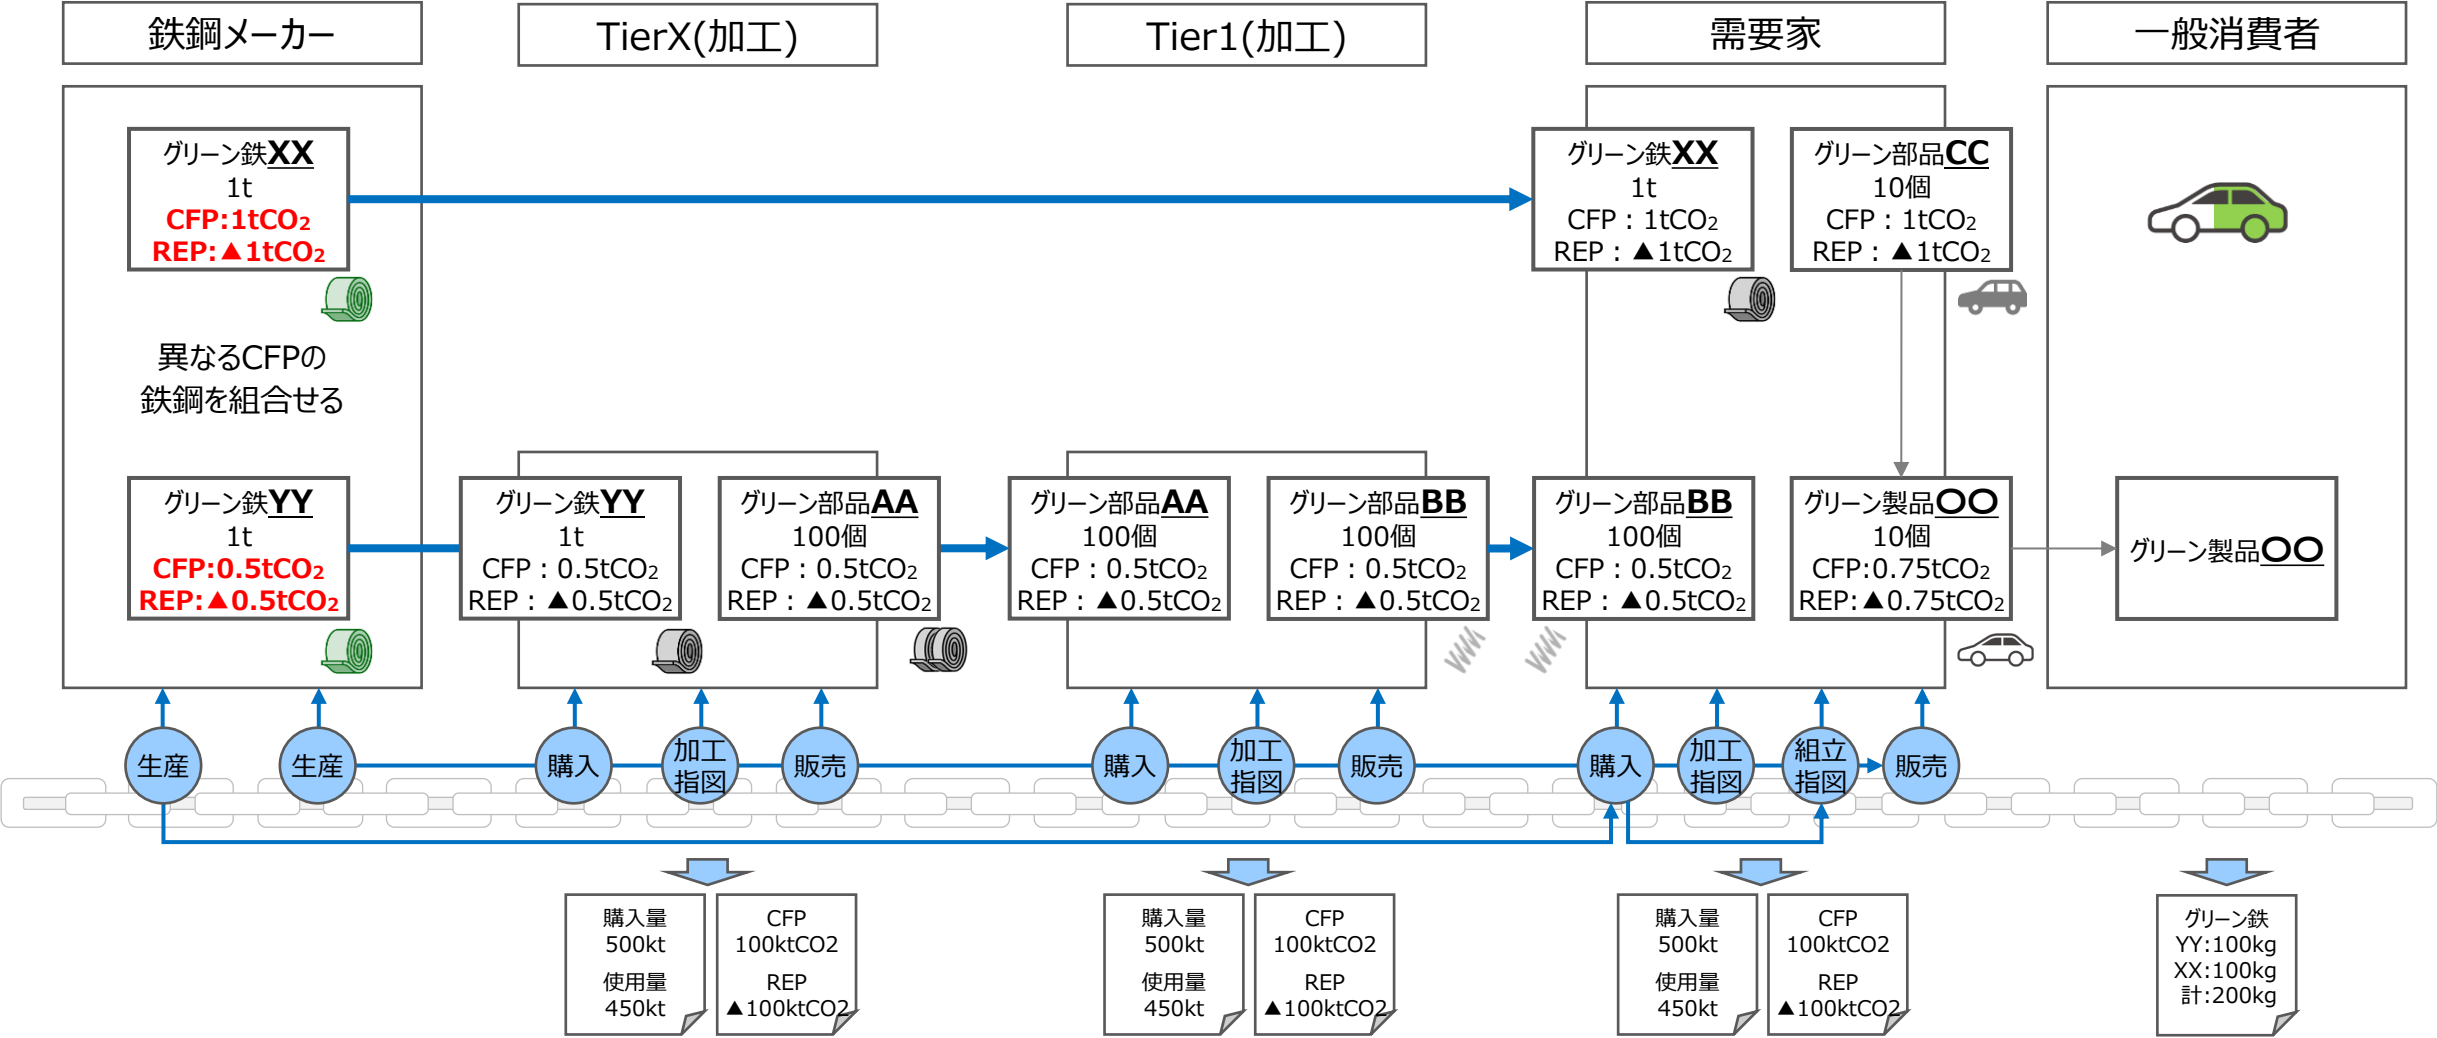 鉄鋼メーカー
TierX(加工)
Tier1(加工)
需要家
一般消費者
グリーン鉄XX
1t
CFP:1tCO₂
REP:▲1tCO₂
グリーン鉄XX
1t
CFP：1tCO₂
REP：▲1tCO₂
グリーン部品CC
10個
CFP：1tCO₂
REP：▲1tCO₂
異なるCFPの
鉄鋼を組合せる
グリーン鉄YY
1t
CFP:0.5tCO₂
REP:▲0.5tCO₂
グリーン鉄YY
1t
CFP：0.5tCO₂
REP：▲0.5tCO₂
グリーン部品AA
100個
CFP：0.5tCO₂
REP：▲0.5tCO₂
グリーン部品AA
100個
CFP：0.5tCO₂
REP：▲0.5tCO₂
グリーン部品BB
100個
CFP：0.5tCO₂
REP：▲0.5tCO₂
グリーン部品BB
100個
CFP：0.5tCO₂
REP：▲0.5tCO₂
グリーン製品〇〇
10個
CFP:0.75tCO₂
REP:▲0.75tCO₂
グリーン製品〇〇
生産
生産
購入
加工
指図
販売
購入
加工
指図
販売
購入
加工
指図
組立
指図
販売
購入量
500kt
使用量
450kt
CFP
100ktCO2
REP
▲100ktCO2
購入量
500kt
使用量
450kt
CFP
100ktCO2
REP
▲100ktCO2
購入量
500kt
使用量
450kt
CFP
100ktCO2
REP
▲100ktCO2
グリーン鉄
YY:100kg
XX:100kg
計:200kg